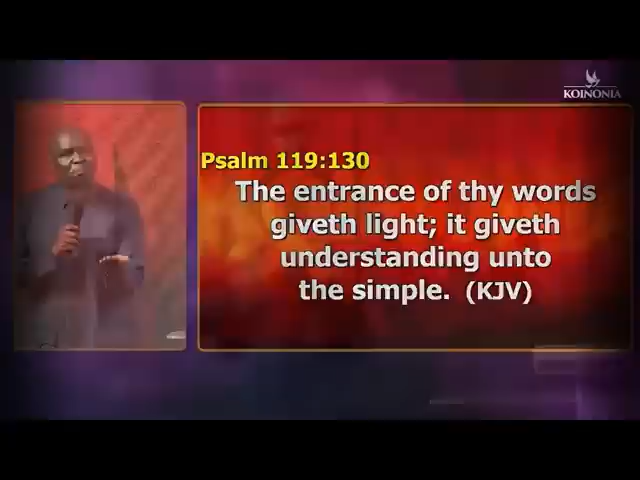 KOINONIA
Psalm 119:130
The entrance of thy words
giveth light; it giveth
understanding unto
the simple. (KJV)